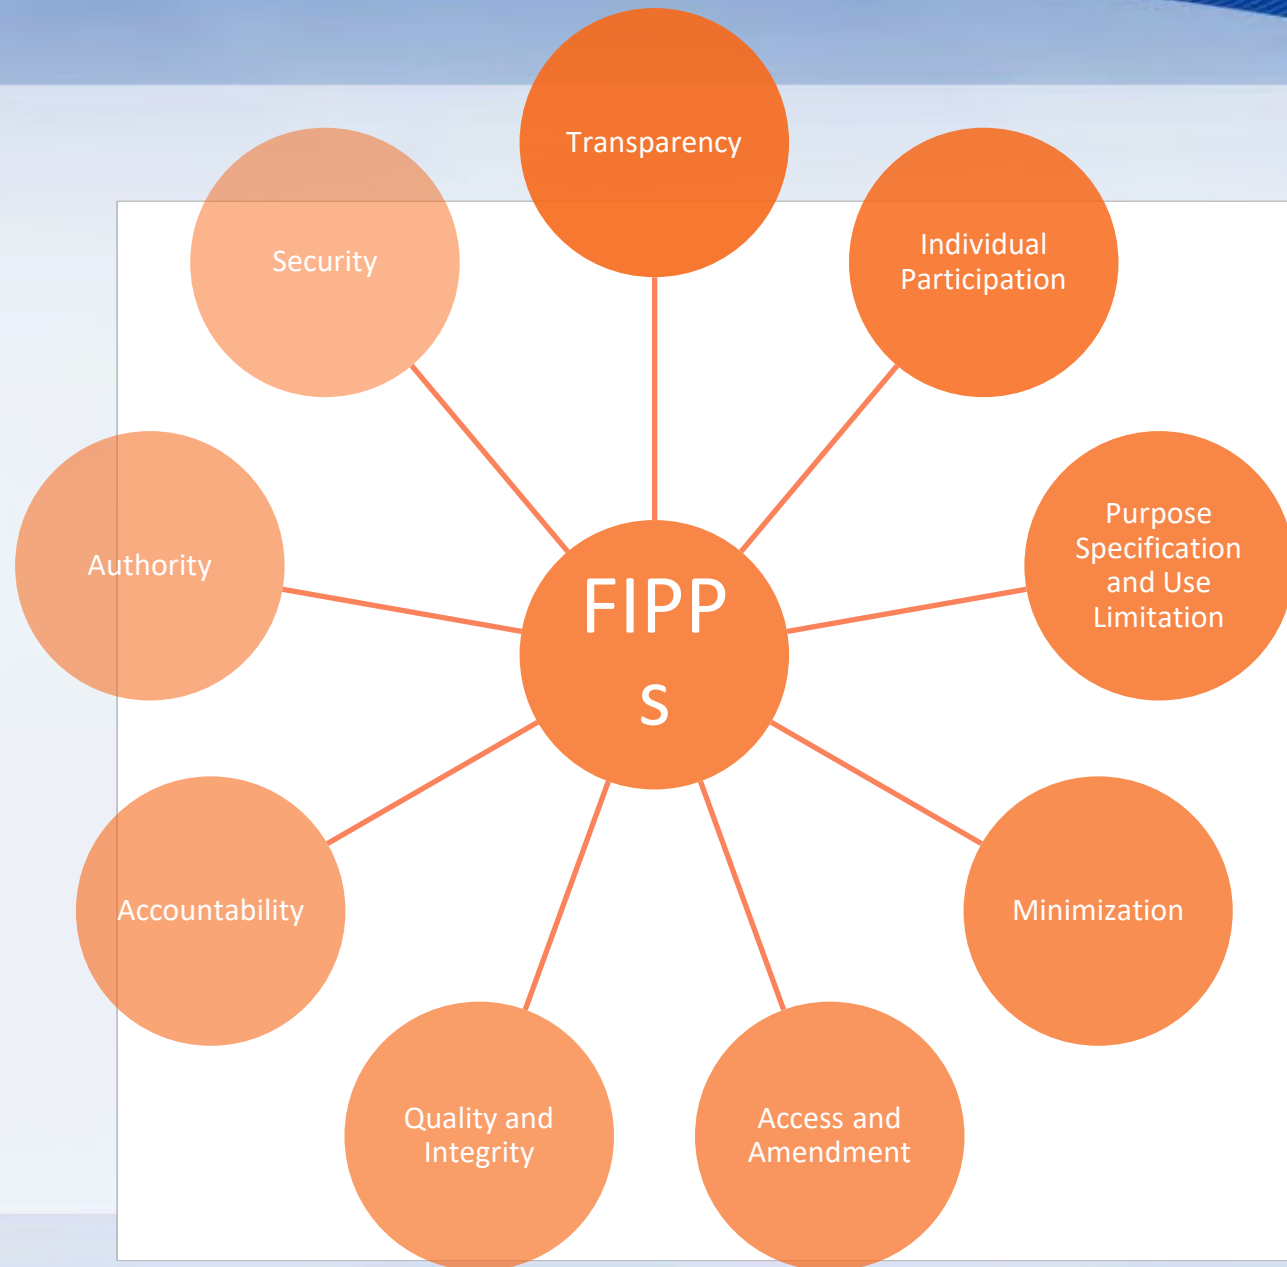 Transparency
Individual
Participation
Purpose
Specification
and Use
Limitation
Minimization
Access and
Amendment
Quality and
Integrity
Accountability
Authority
Security
FIPP
s